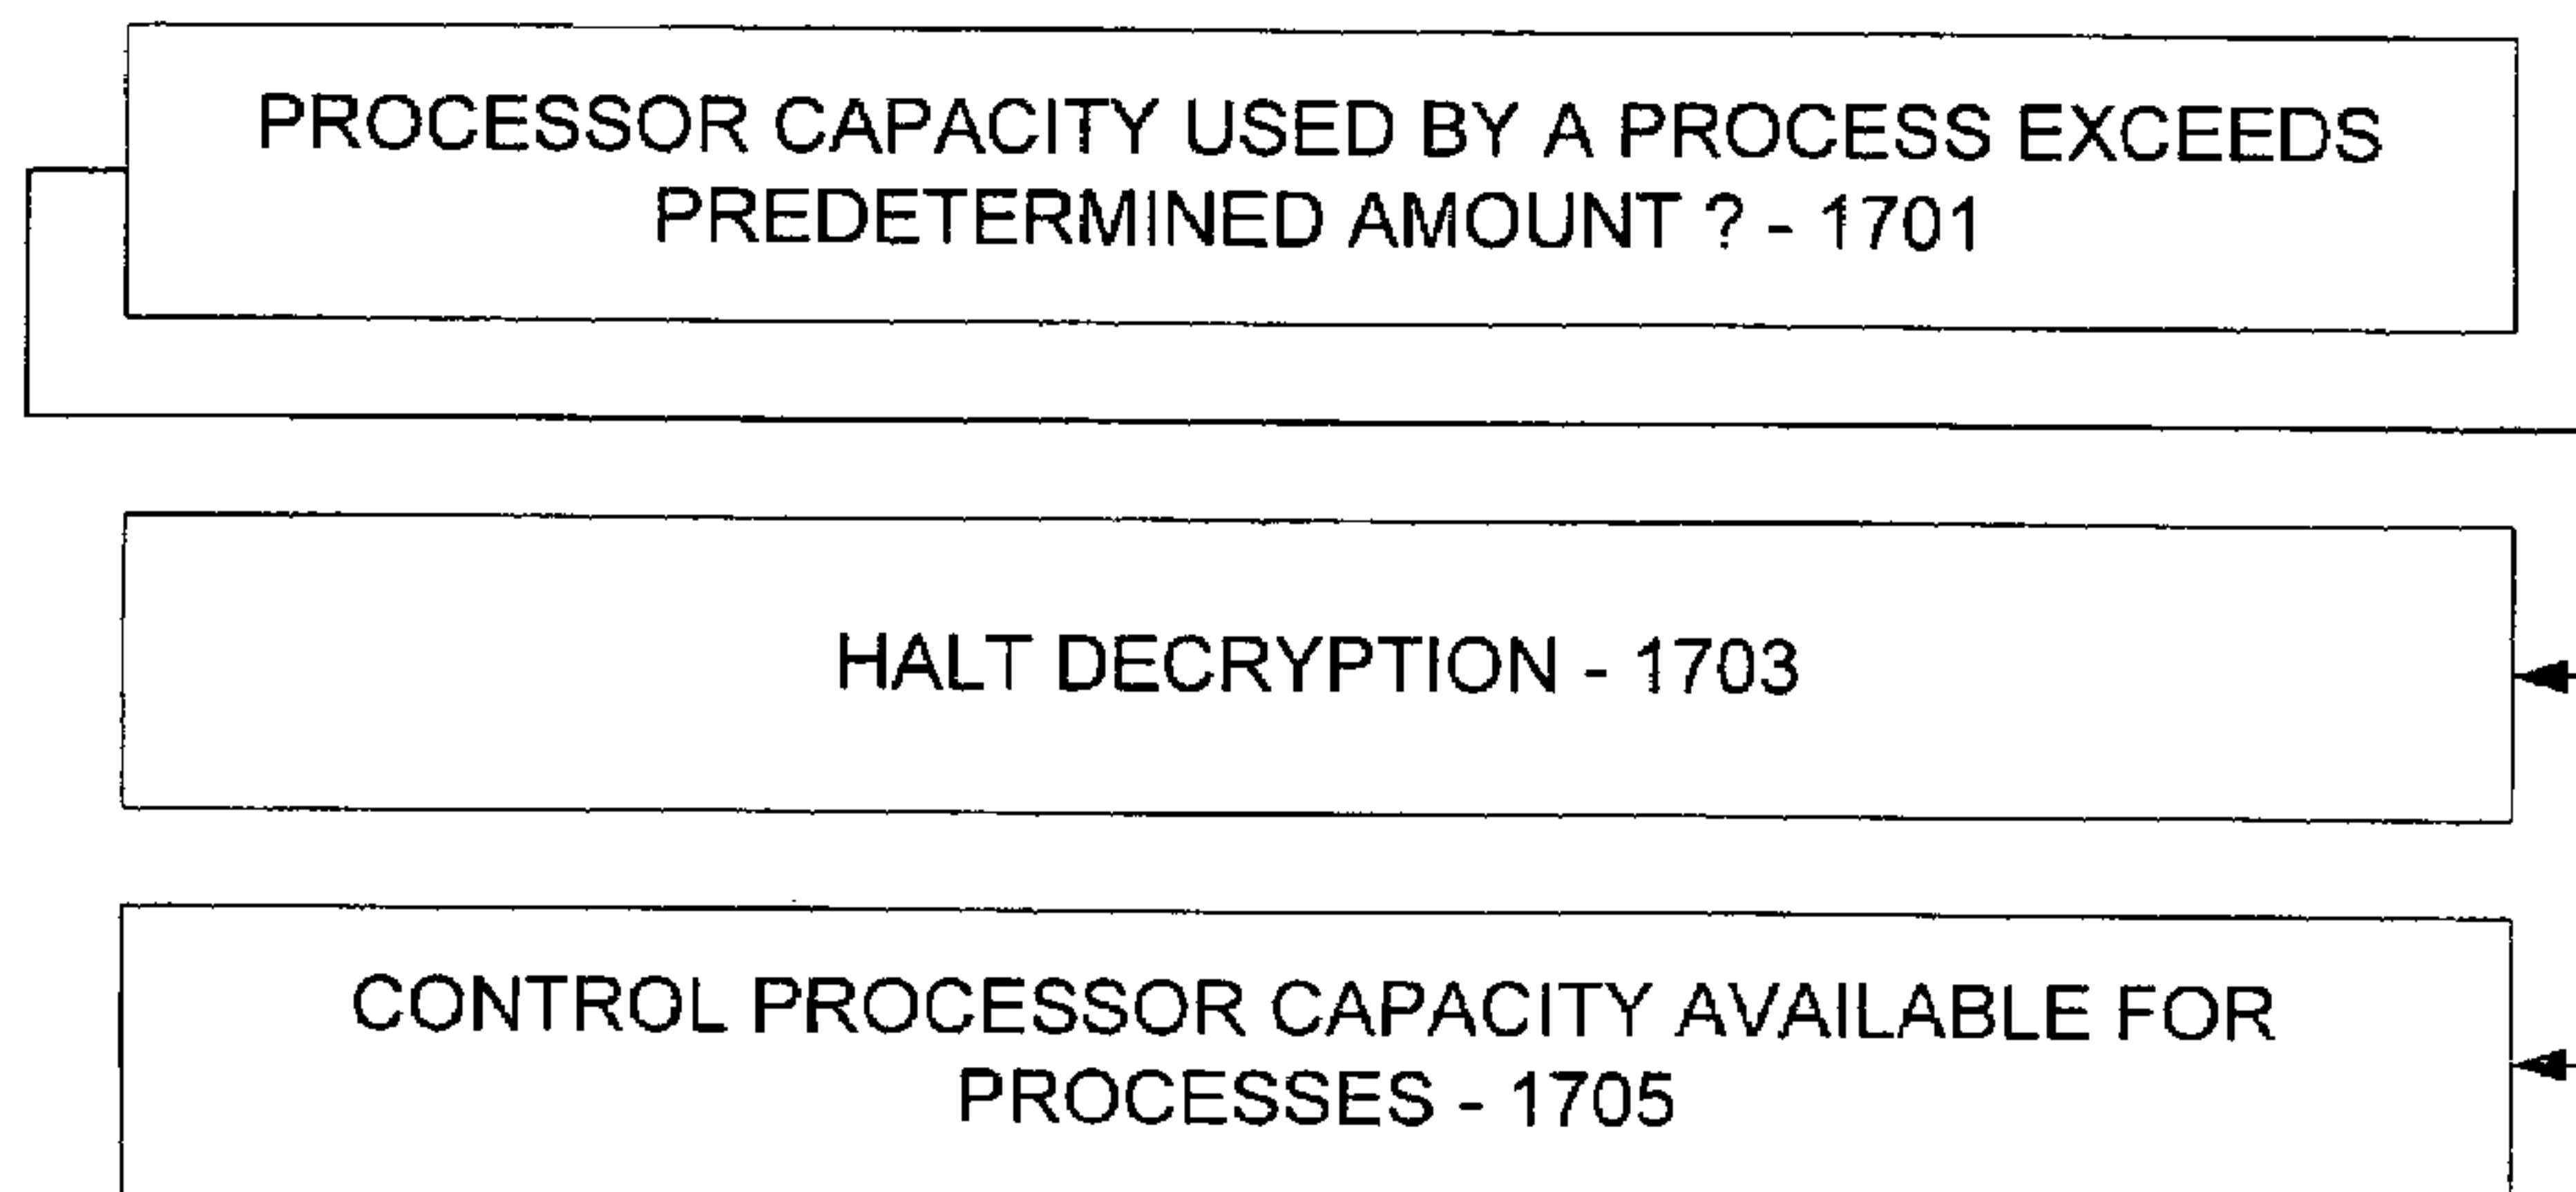 PROCESSOR CAPACITY USED BY A PROCESS EXCEEDS
PREDETERMINED AMOUNT ? - 1701
HALT DECRYPTION - 1703
CONTROL PROCESSOR CAPACITY AVAILABLE FOR
PROCESSES - 1705